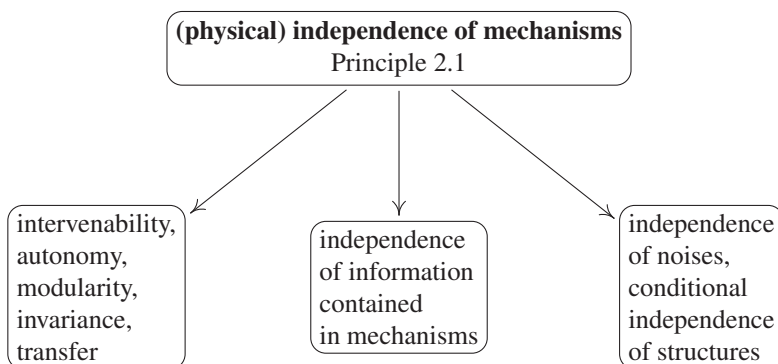 (physical) independence of mechanisms
Principle 2.1
intervenability,
autonomy,
modularity,
invariance,
transfer
independence
of information
contained
in mechanisms
independence
of noises,
conditional
independence
of structures